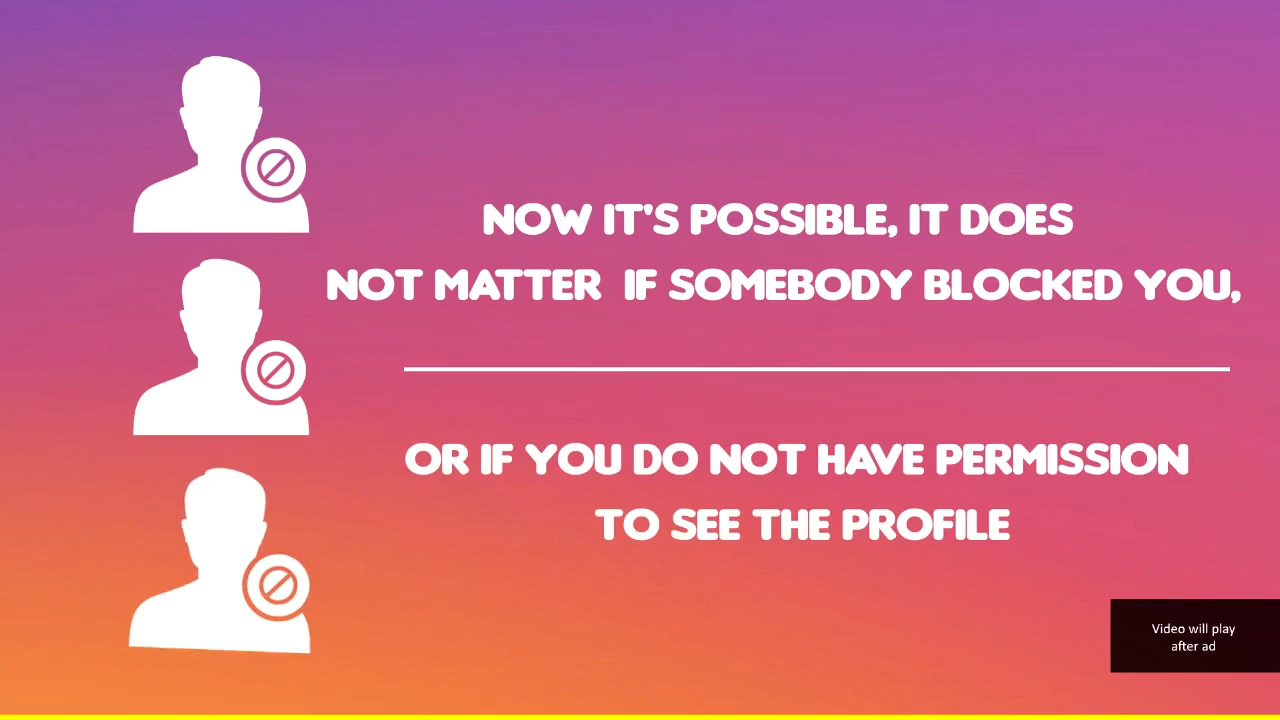 NOW IT'S POSSIBLE, IT DOES
NOT MATTER IF SOMEBODY BLOCKED YOU,
OR IF YOU DO NOT HAVE PERMISSION
TO SEE THE PROFILE
Video will play
after ad